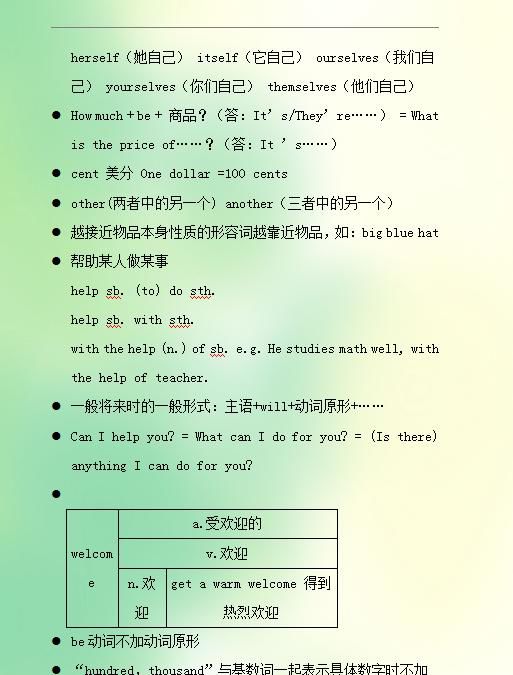 herself（她自己） itself（它自己） ourselves（我们自
己） yourselves（你们自己） themselves（他们自己）
● How much＋be＋ 商品？（答：It’s/They’re……） ＝What
is the price of……？（答：It ’s……）
● cent 美分 One dollar =100 cents
● other(两者中的另一个) another（三者中的另一个）
● 越接近物品本身性质的形容词越靠近物品，如：big blue hat
● 帮助某人做某事
help sb. (to) do sth.
help sb. with sth.
with the help (n.) of sb. e.g. He studies math well, with
the help of teacher.
● 一般将来时的一般形式：主语+will+动词原形+……
● Can I help you? = What can I do for you? = (Is there)
anything I can do for you?
●
a.受欢迎的
welcom
e
v.欢迎
n.欢
迎
get a warm welcome 得到
热烈欢迎
● be动词不加动词原形
● “hundred，thousand”与基数词一起表示具体数字时不加